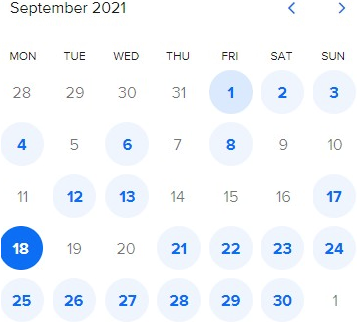 September 2021
MON TUE WED THU FRI SAT SUN
28 29 30 31 1 2 3
4 5 6 7 8 9 10
11 12 13 14 15 16 17
18 19 20 21 22 23 24
25 26 27 28 29 30 1